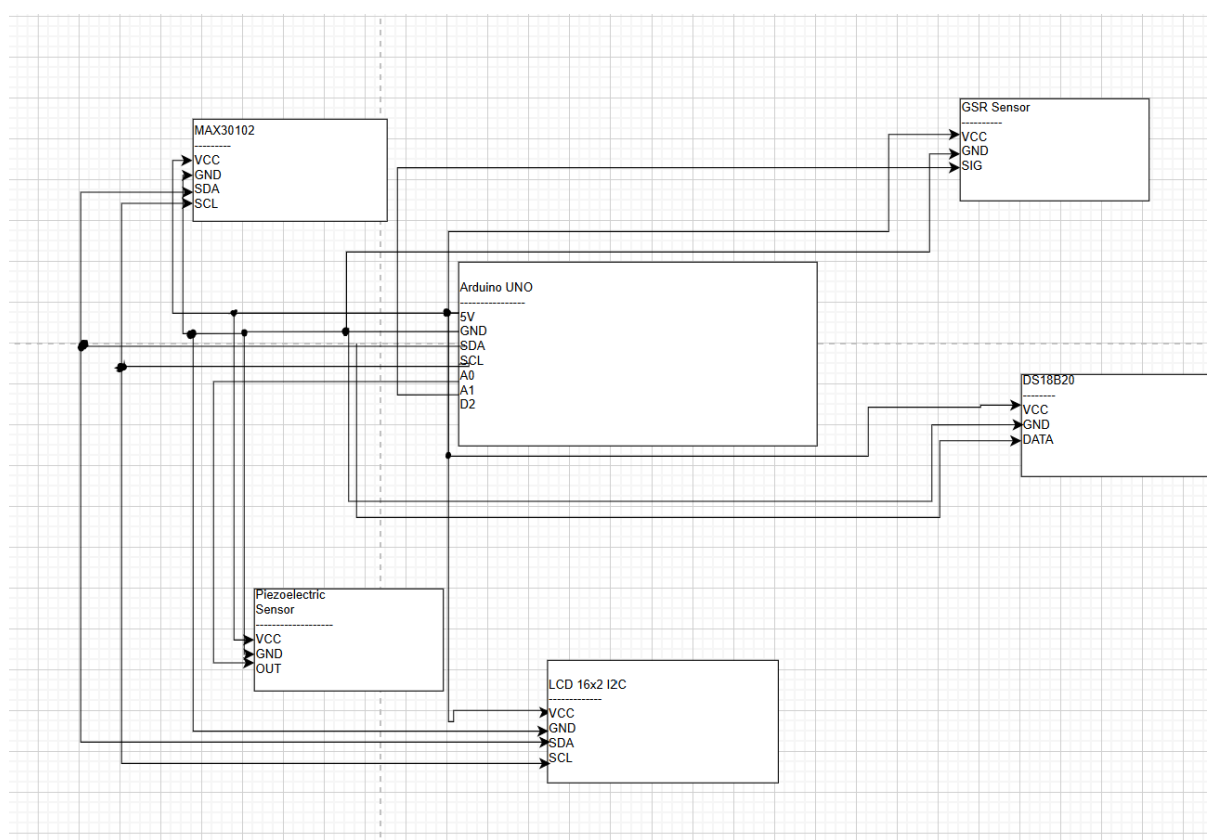 MAX30102
---------
VCC
GND
SDA
SCL
GSR Sensor
----------
VCC
GND
SIG
Arduino UNO
----------------
5V
GND
SDA
SCL
A0
A1
D2
DS18B20
--------
VCC
GND
DATA
Piezoelectric
Sensor
-------------------
VCC
GND
OUT
LCD 16x2 I2C
-------------
VCC
GND
SDA
SCL